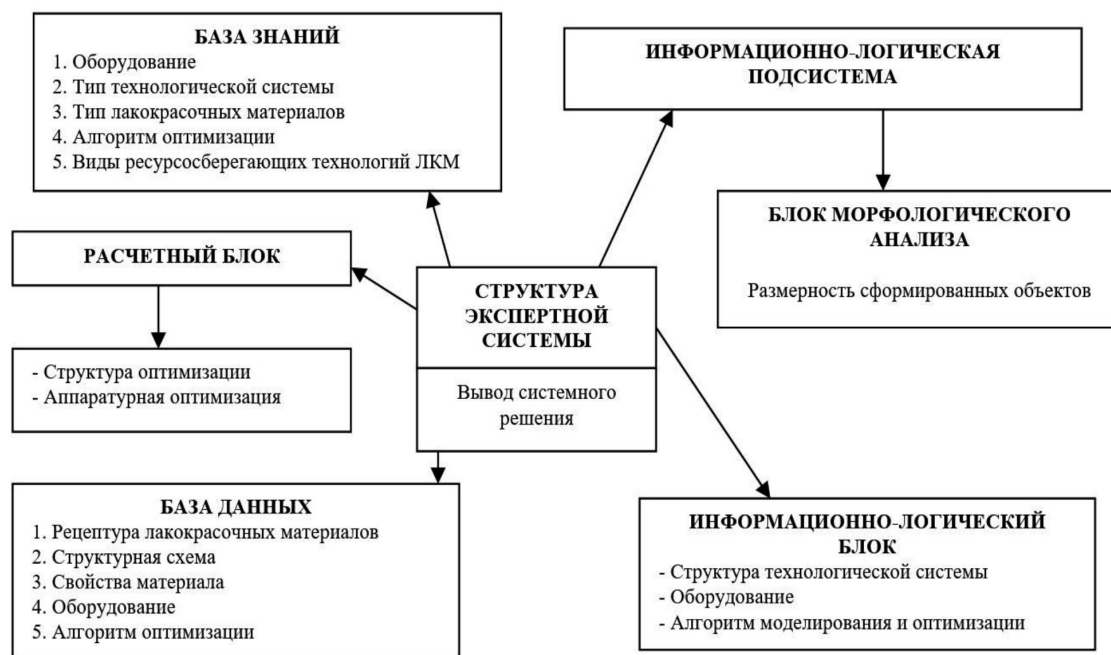 БАЗА ЗНАНИЙ
1. Оборудование
2. Тип технологической системы
3. Тип лакокрасочных материалов
4. Алгоритм оптимизации
5. Виды ресурсосберегающих технологий ЛКМ
ИНФОРМАЦИОННО-ЛОГИЧЕСКАЯ
ПОДСИСТЕМА
БЛОК МОРФОЛОГИЧЕСКОГО
АНАЛИЗА
Размерность сформированных объектов
РАСЧЕТНЫЙ БЛОК
- Структура оптимизации
- Аппаратурная оптимизация
СТРУКТУРА
ЭКСПЕРТНОЙ
СИСТЕМЫ
Вывод системного
решения
БАЗА ДАННЫХ
1. Рецептура лакокрасочных материалов
2. Структурная схема
3. Свойства материала
4. Оборудование
5. Алгоритм оптимизации
ИНФОРМАЦИОННО-ЛОГИЧЕСКИЙ
БЛОК
- Структура технологической системы
- Оборудование
- Алгоритм моделирования и оптимизации